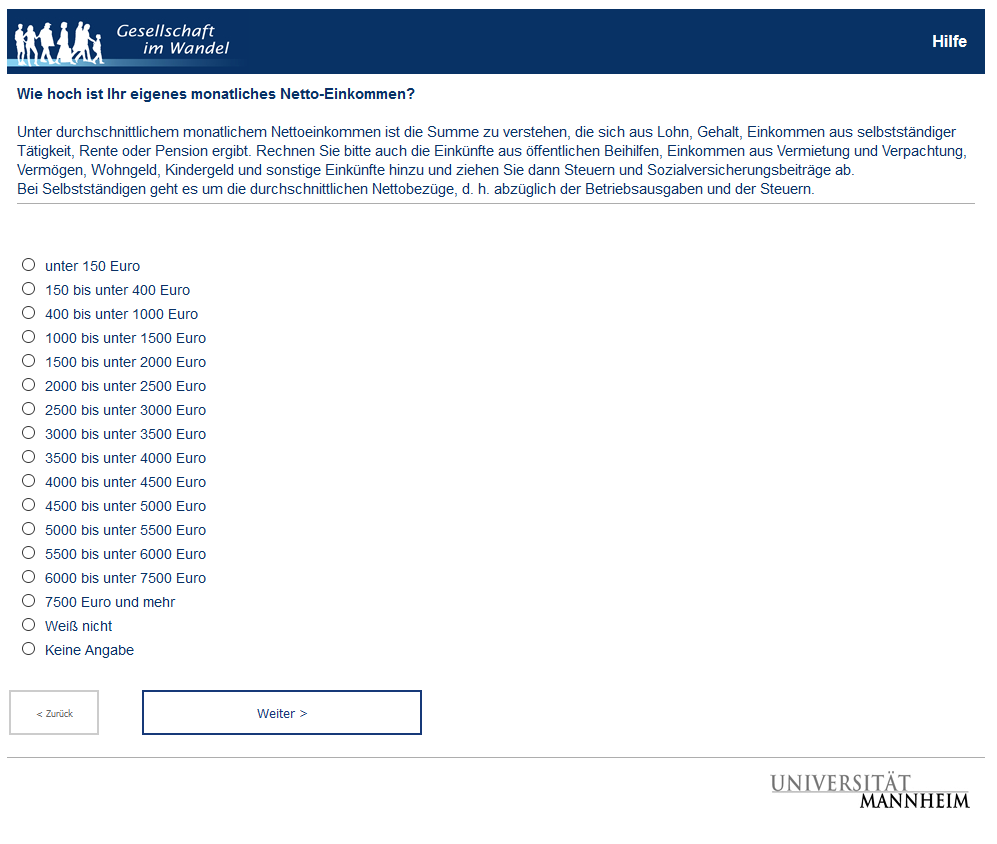 Gesellschaft
im Wandel
Hilfe
Wie hoch ist Ihr eigenes monatliches Netto-Einkommen?
Unter durchschnittlichem monatlichem Nettoeinkommen ist die Summe zu verstehen, die sich aus Lohn, Gehalt, Einkommen aus selbstständiger
Tätigkeit, Rente oder Pension ergibt. Rechnen Sie bitte auch die Einkünfte aus öffentlichen Beihilfen, Einkommen aus Vermietung und Verpachtung,
Vermögen, Wohngeld, Kindergeld und sonstige Einkünfte hinzu und ziehen Sie dann Steuern und Sozialversicherungsbeiträge ab.
Bei Selbstständigen geht es um die durchschnittlichen Nettobezüge, d. h. abzüglich der Betriebsausgaben und der Steuern.
unter 150 Euro
150 bis unter 400 Euro
400 bis unter 1000 Euro
1000 bis unter 1500 Euro
1500 bis unter 2000 Euro
2000 bis unter 2500 Euro
2500 bis unter 3000 Euro
3000 bis unter 3500 Euro
3500 bis unter 4000 Euro
4000 bis unter 4500 Euro
4500 bis unter 5000 Euro
5000 bis unter 5500 Euro
5500 bis unter 6000 Euro
6000 bis unter 7500 Euro
7500 Euro und mehr
Weiß nicht
Keine Angabe
< Zurück
Weiter >
UNIVERSITÄT
MANNHEIM